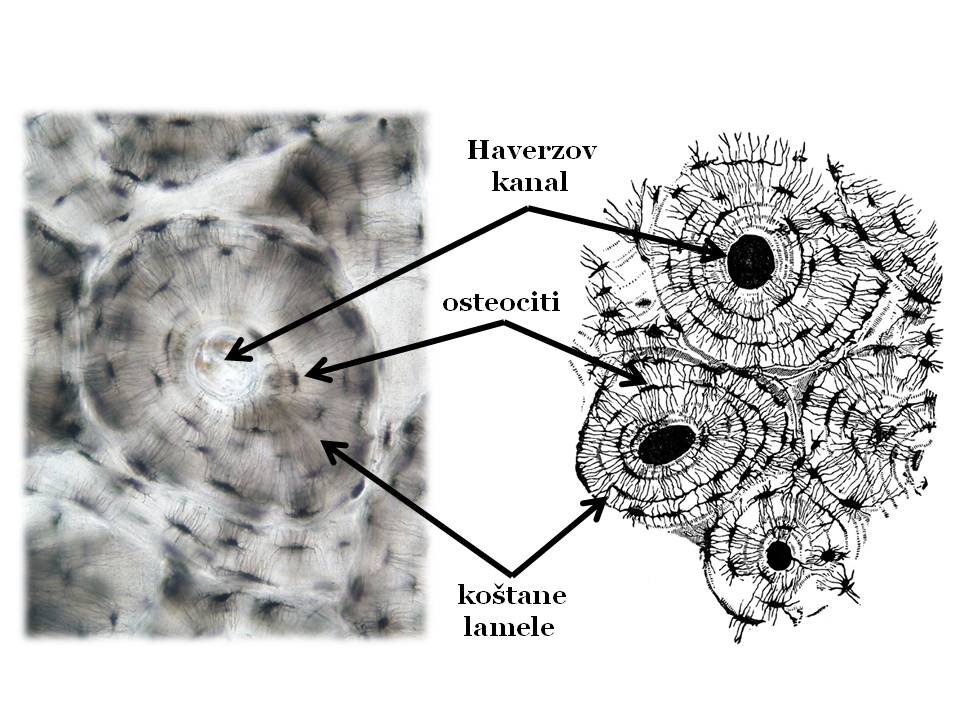 Haverzov
kanal
osteociti
koštane
lamele